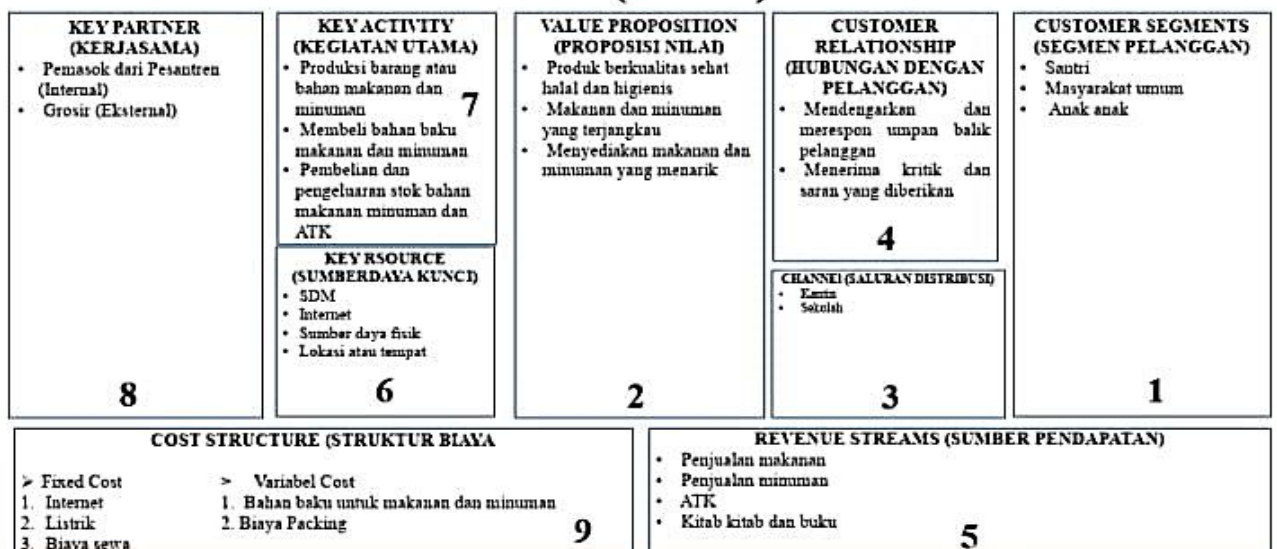 KEY PARTNER
(KERJASAMA)
• Pemasok dari Pesantren
(Internal)
• Grosir (Eksternal)
8
KEY ACTIVITY
(KEGIATAN UTAMA)
• Produksi barang atau
bahan makanan dan
minuman
7
• Membeli bahan baku
makanan dan minuman
• Pembelian dan
pengeluaran stok bahan
makanan minuman dan
ATK
KEY RSOURCE
(SUMBERDAYA KUNCI)
• SDM
• Internet
• Sumber daya fisik
• Lokasi atau tempat
6
VALUE PROPOSITION
(PROPOSISI NILAI)
• Produk berkualitas sehat
halal dan higienis
• Makanan dan minuman
yang terjangkau
• Menyediakan makanan dan
minuman yang menarik
2
CUSTOMER
RELATIONSHIP
(HUBUNGAN DENGAN
PELANGGAN)
• Mendengarkan dan
merespon umpan balik
pelanggan
• Menerima kritik dan
saran yang diberikan
4
CHANNEl (SALURAN DISTRIBUSI)
• Kantin
• Sekolah
3
CUSTOMER SEGMENTS
(SEGMEN PELANGGAN)
• Santri
• Masyarakat umum
• Anak anak
1
COST STRUCTURE (STRUKTUR BIAYA
➢ Fixed Cost
1. Internet
2. Listrik
3. Biaya sewa
➢ Variabel Cost
1. Bahan baku untuk makanan dan minuman
2. Biaya Packing
9
REVENUE STREAMS (SUMBER PENDAPATAN)
• Penjualan makanan
• Penjualan minuman
• ATK
• Kitab kitab dan buku
5